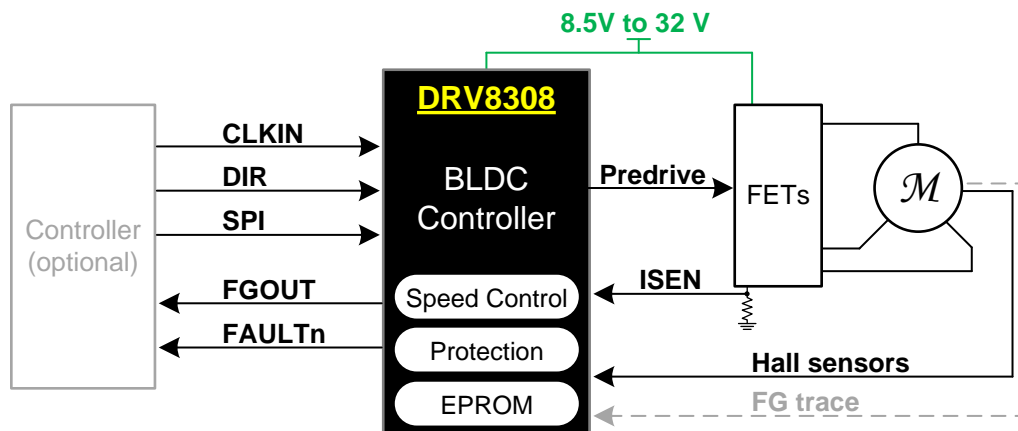 8.5V to 32 V
DRV8308
BLDC
Controller
Speed Control
Protection
EPROM
Controller
(optional)
CLKIN
DIR
SPI
FGOUT
FAULTn
Predrive
FETs
M
ISEN
Hall sensors
FG trace